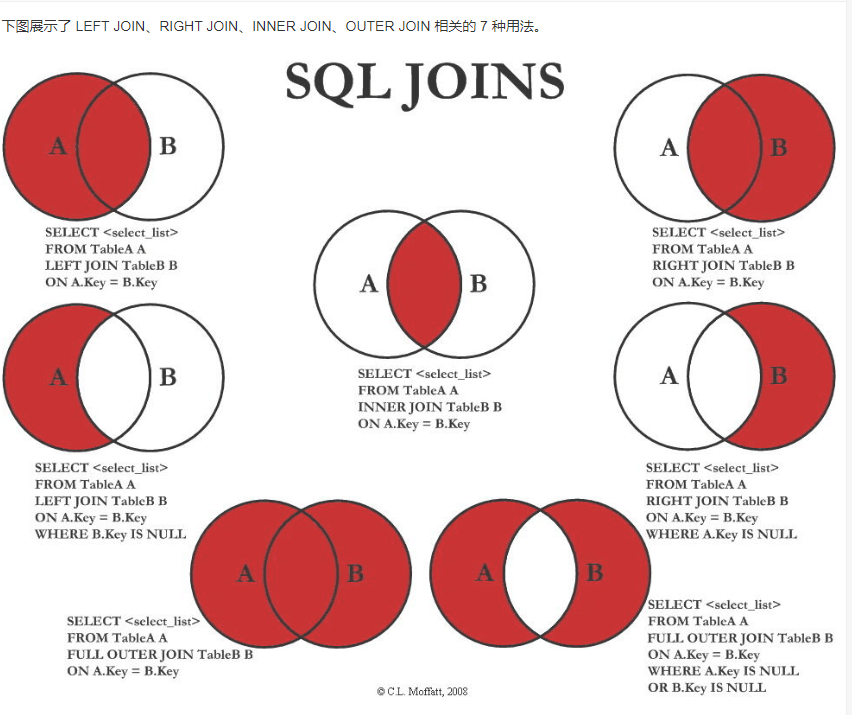 下图展示了 LEFT JOIN、RIGHT JOIN、INNER JOIN、OUTER JOIN 相关的 7 种用法。
SQL JOINS
A B
SELECT <select_list>
FROM TableA A
LEFT JOIN TableB B
ON A.Key = B.Key
A B
SELECT <select_list>
FROM TableA A
RIGHT JOIN TableB B
ON A.Key = B.Key
A B
SELECT <select_list>
FROM TableA A
INNER JOIN TableB B
ON A.Key = B.Key
A B
SELECT <select_list>
FROM TableA A
LEFT JOIN TableB B
ON A.Key = B.Key
WHERE B.Key IS NULL
A B
SELECT <select_list>
FROM TableA A
RIGHT JOIN TableB B
ON A.Key = B.Key
WHERE A.Key IS NULL
A B
SELECT <select_list>
FROM TableA A
FULL OUTER JOIN TableB B
ON A.Key = B.Key
A B
SELECT <select_list>
FROM TableA A
FULL OUTER JOIN TableB B
ON A.Key = B.Key
WHERE A.Key IS NULL
OR B.Key IS NULL
© C.L. Moffatt, 2008